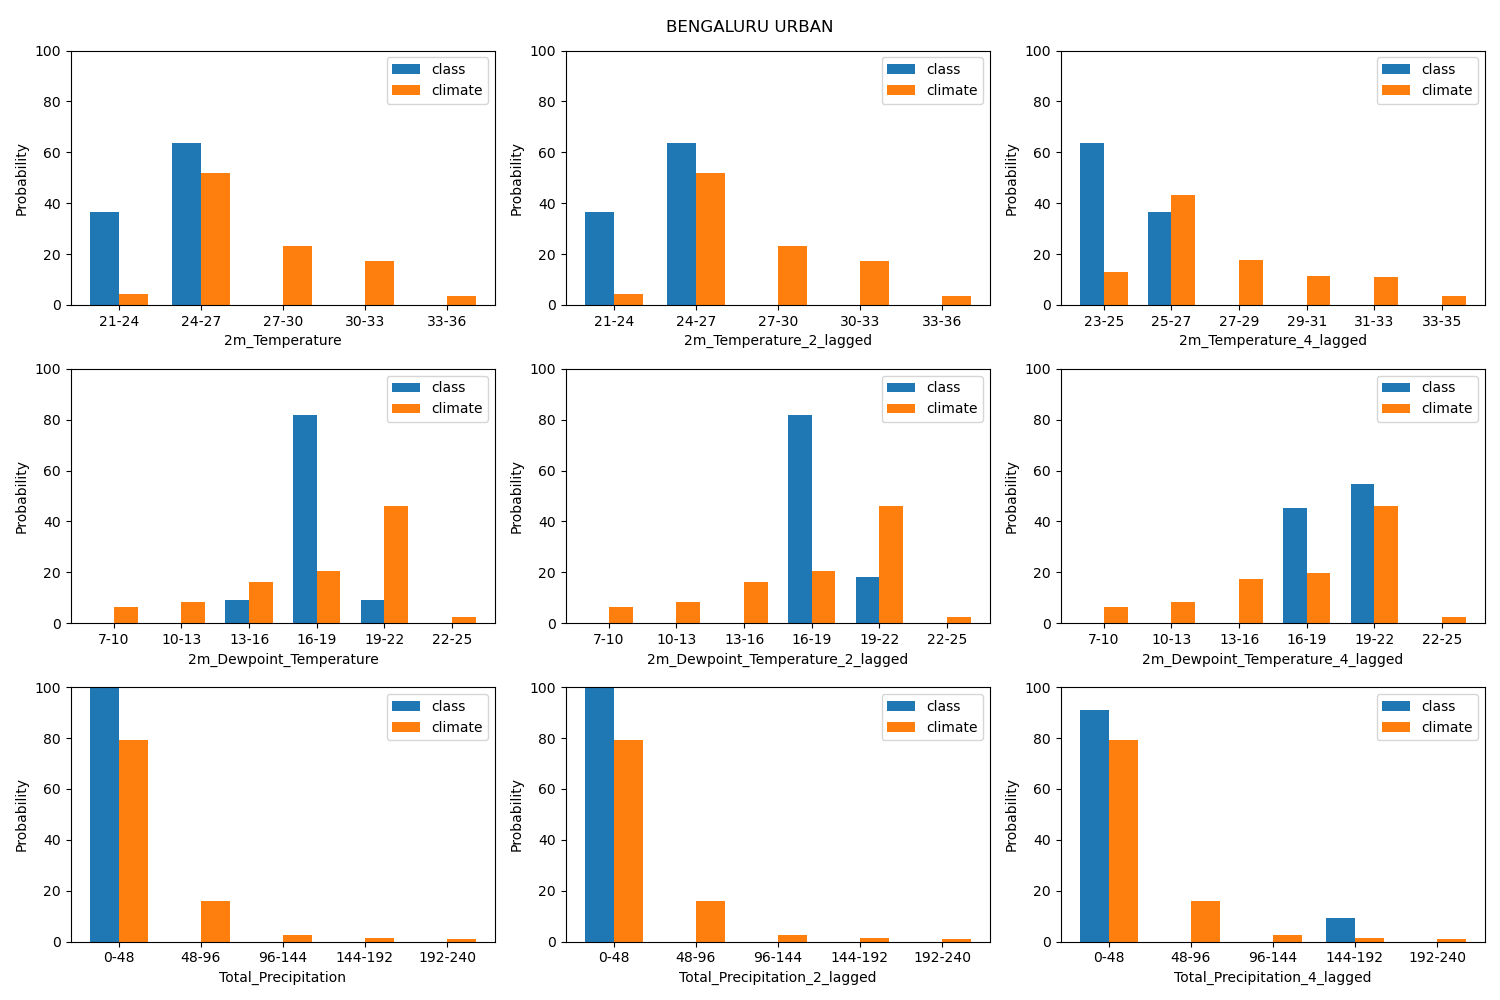 BENGALURU URBAN
100
80
60
40
20
0
Probability
class
climate
21-24 24-27 27-30 30-33 33-36
2m_Temperature
100
80
60
40
20
0
Probability
class
climate
21-24 24-27 27-30 30-33 33-36
2m_Temperature_2_lagged
100
80
60
40
20
0
Probability
class
climate
23-25 25-27 27-29 29-31 31-33 33-35
2m_Temperature_4_lagged
100
80
60
40
20
0
Probability
class
climate
7-10 10-13 13-16 16-19 19-22 22-25
2m_Dewpoint_Temperature
100
80
60
40
20
0
Probability
class
climate
7-10 10-13 13-16 16-19 19-22 22-25
2m_Dewpoint_Temperature_2_lagged
100
80
60
40
20
0
Probability
class
climate
7-10 10-13 13-16 16-19 19-22 22-25
2m_Dewpoint_Temperature_4_lagged
100
80
60
40
20
0
Probability
class
climate
0-48 48-96 96-144 144-192 192-240
Total_Precipitation
100
80
60
40
20
0
Probability
class
climate
0-48 48-96 96-144 144-192 192-240
Total_Precipitation_2_lagged
100
80
60
40
20
0
Probability
class
climate
0-48 48-96 96-144 144-192 192-240
Total_Precipitation_4_lagged